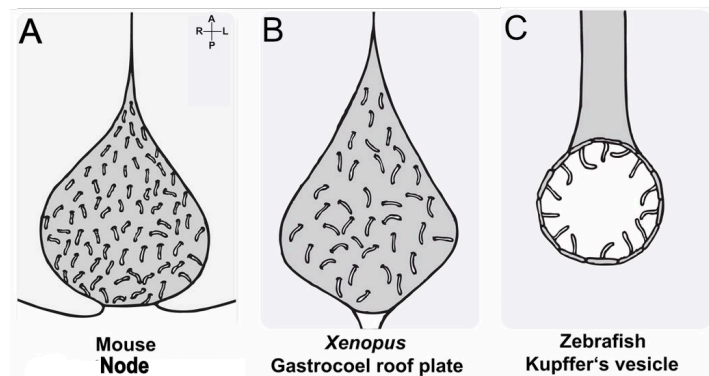 A
A
R L
P
B
C
Mouse
Node
Xenopus
Gastrocoel roof plate
Zebrafish
Kupffer‘s vesicle